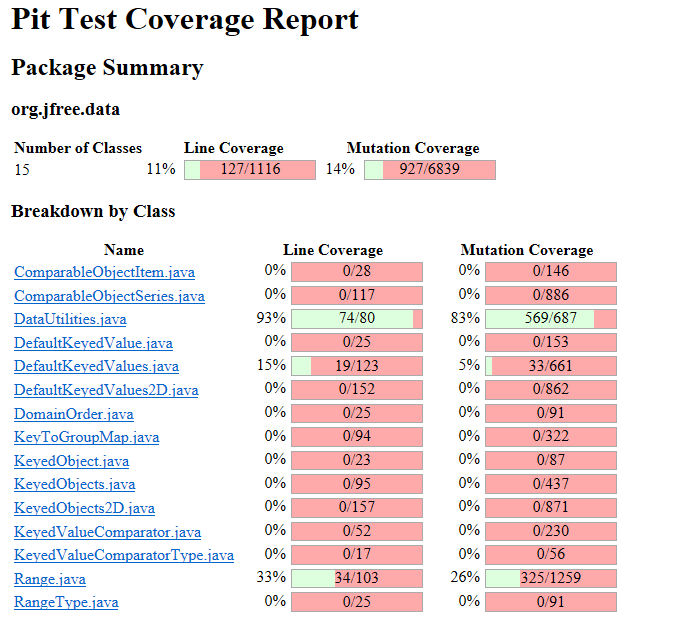 Pit Test Coverage Report
Package Summary
org.jfree.data
Number of Classes Line Coverage Mutation Coverage
15 11% 127/1116 14% 927/6839
Breakdown by Class
Name Line Coverage Mutation Coverage
ComparableObjectItem.java 0% 0/28 0% 0/146
ComparableObjectSeries.java 0% 0/117 0% 0/886
DataUtilities.java 93% 74/80 83% 569/687
DefaultKeyedValue.java 0% 0/25 0% 0/153
DefaultKeyedValues.java 15% 19/123 5% 33/661
DefaultKeyedValues2D.java 0% 0/152 0% 0/862
DomainOrder.java 0% 0/25 0% 0/91
KeyToGroupMap.java 0% 0/94 0% 0/322
KeyedObject.java 0% 0/23 0% 0/87
KeyedObjects.java 0% 0/95 0% 0/437
KeyedObjects2D.java 0% 0/157 0% 0/871
KeyedValueComparator.java 0% 0/52 0% 0/230
KeyedValueComparatorType.java 0% 0/17 0% 0/56
Range.java 33% 34/103 26% 325/1259
RangeType.java 0% 0/25 0% 0/91